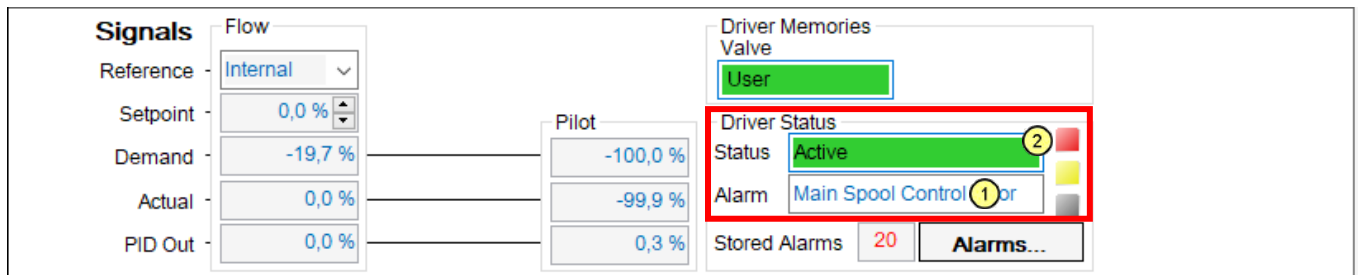 Signals
Flow
Reference
Internal
Setpoint
0,0 %
Demand
-19,7 %
Actual
0,0 %
PID Out
0,0 %
Pilot
-100,0 %
-99,9 %
0,3 %
Driver Memories
Valve
User
Driver Status
Status
Active
2
Alarm
Main Spool Control
1
Stored Alarms
20
Alarms...